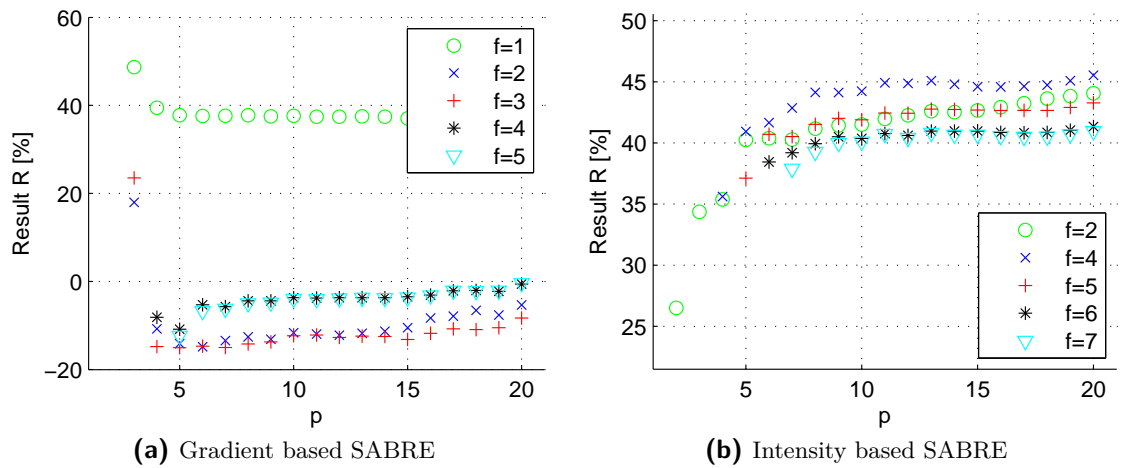 60
40
20
0
−20
5
10
15
20
Result R [%]
p
f=1
f=2
f=3
f=4
f=5
(a) Gradient based SABRE
50
45
40
35
30
25
5
10
15
20
Result R [%]
p
f=2
f=4
f=5
f=6
f=7
(b) Intensity based SABRE